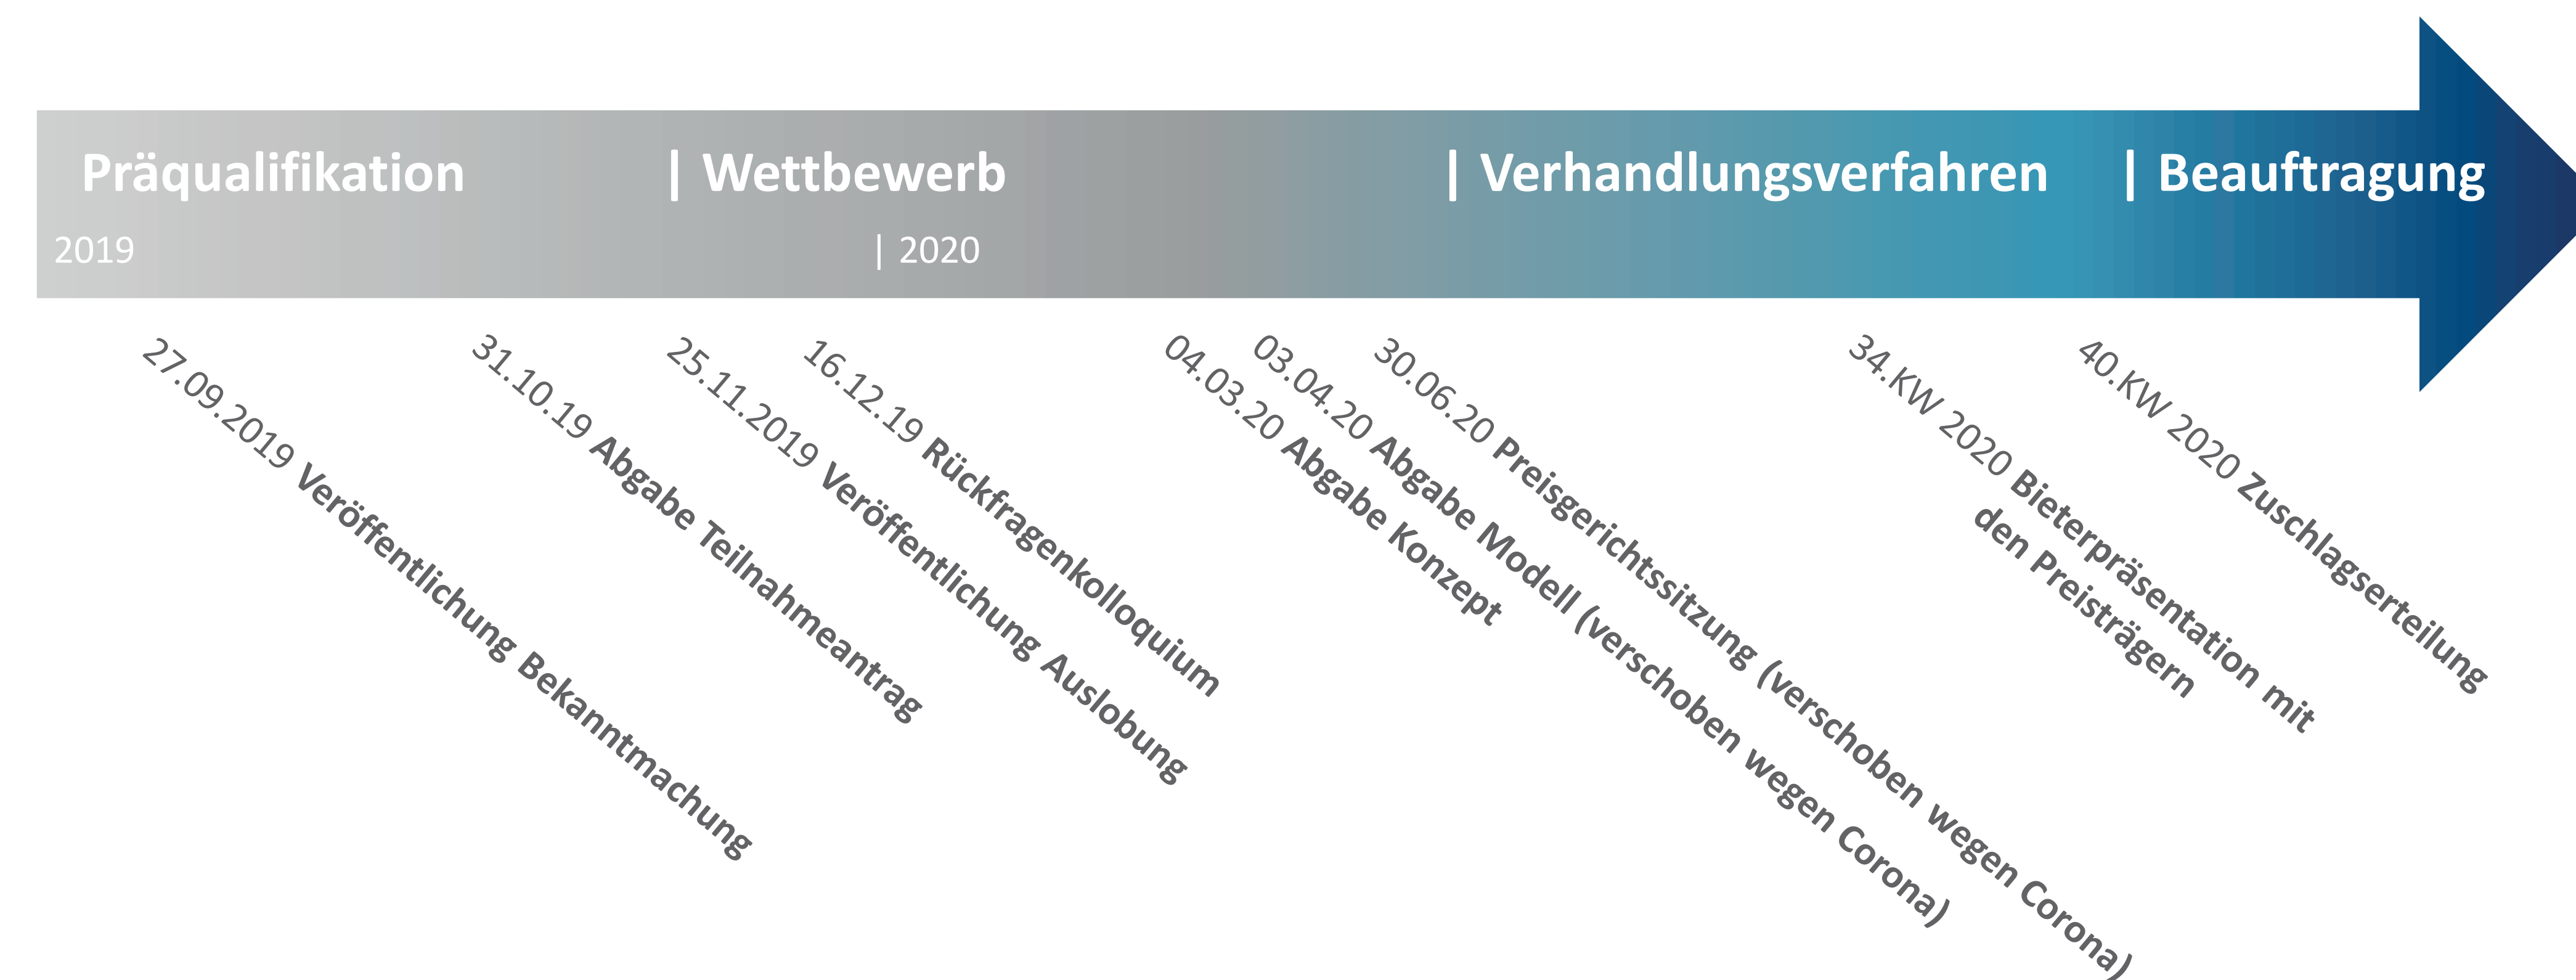 Präqualifikation | Wettbewerb | Verhandlungsverfahren | Beauftragung
2019 | 2020
27.09.2019 Veröffentlichung Bekanntmachung
31.10.19 Abgabe Teilnahmeantrag
25.11.2019 Veröffentlichung Auslobung
16.12.19 Rückfragenkolloquium
04.03.20 Abgabe Konzept
03.04.20 Abgabe Modell (verschoben wegen Corona)
30.06.20 Preisgerichtssitzung (verschoben wegen Corona)
34.KW 2020 Bieterpräsentation mit
den Preisträgern
40.KW 2020 Zuschlagserteilung